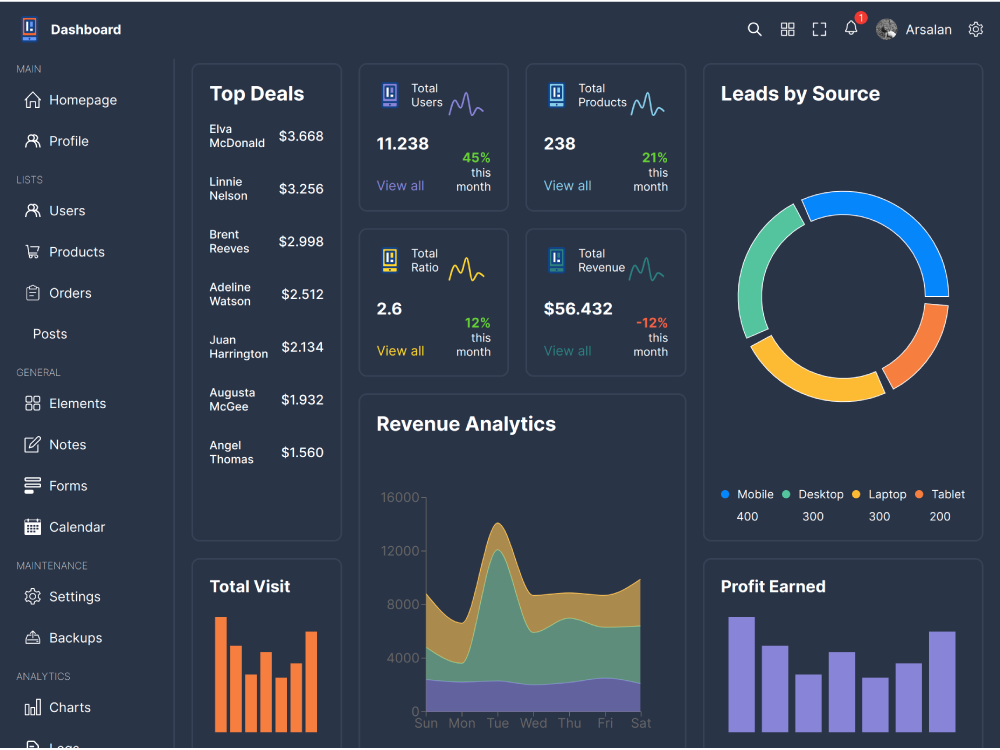 Dashboard
1
Arsalan
MAIN
Homepage
Profile
LISTS
Users
Products
Orders
Posts
GENERAL
Elements
Notes
Forms
Calendar
MAINTENANCE
Settings
Backups
ANALYTICS
Charts
Logs
Top Deals
Elva
McDonald
$3.668
Linnie
Nelson
$3.256
Brent
Reeves
$2.998
Adeline
Watson
$2.512
Juan
Harrington
$2.134
Augusta
McGee
$1.932
Angel
Thomas
$1.560
Total Visit
Total
Users
11.238
45%
this
month
View all
Total
Products
238
21%
this
month
View all
Total
Ratio
2.6
12%
this
month
View all
Total
Revenue
$56.432
-12%
this
month
View all
Revenue Analytics
16000
12000
8000
4000
0
Sun Mon Tue Wed Thu Fri Sat
Leads by Source
Mobile Desktop Laptop Tablet
400 300 300 200
Profit Earned